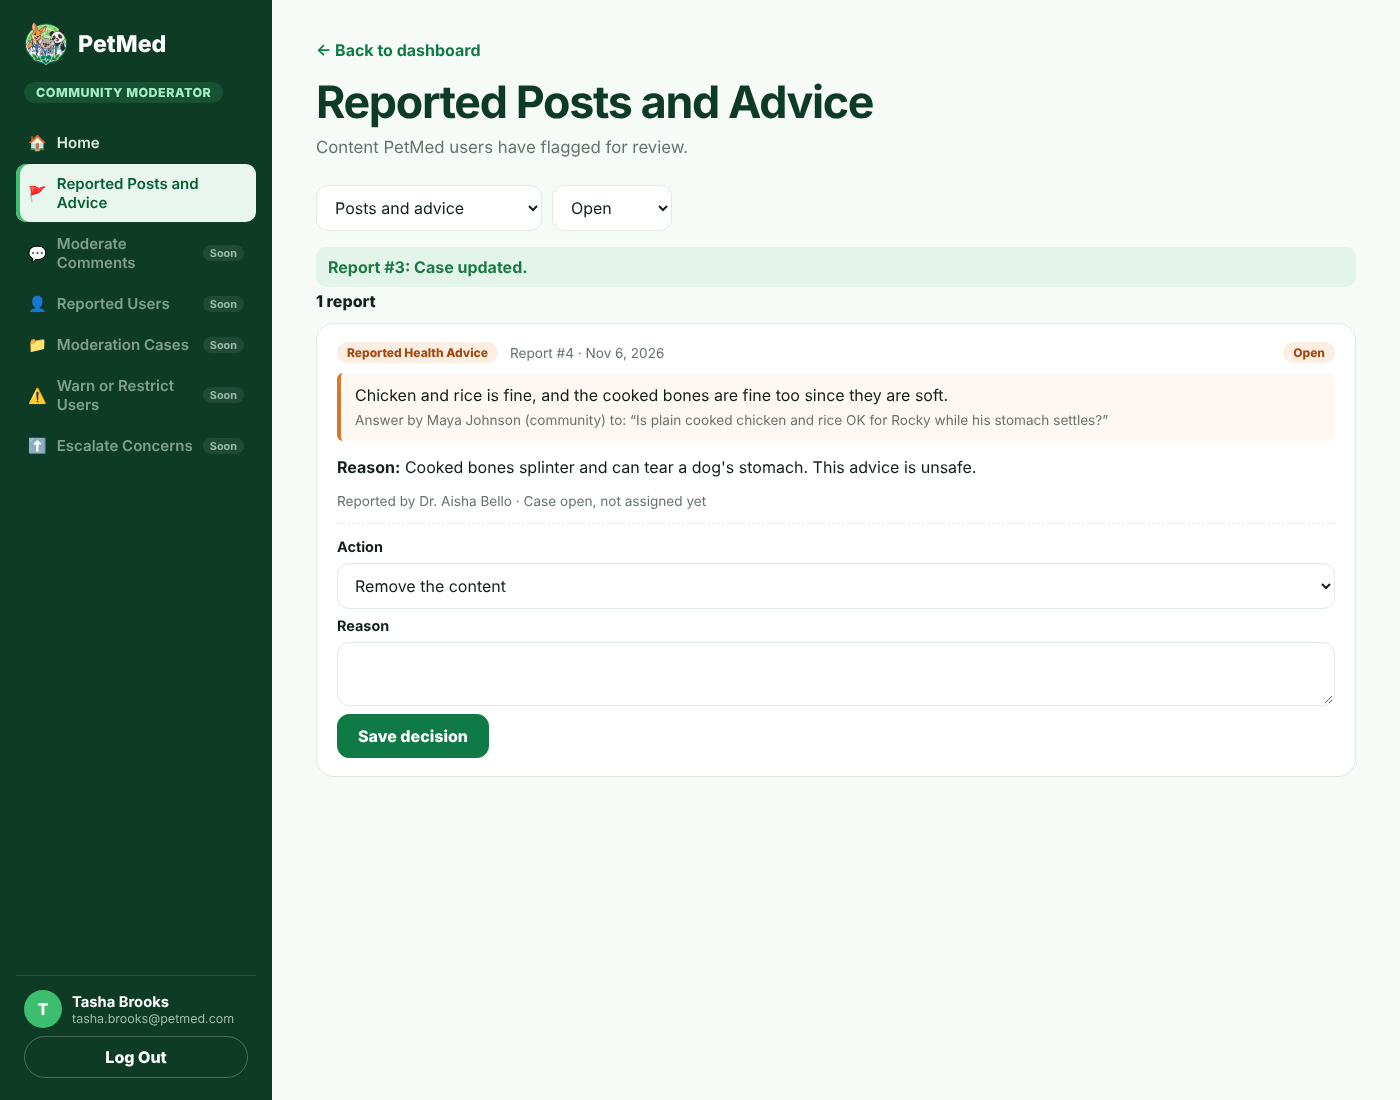 PetMed
COMMUNITY MODERATOR
Home
Reported Posts and
Advice
Moderate
Comments
Soon
Reported Users
Soon
Moderation Cases
Soon
Warn or Restrict
Users
Soon
Escalate Concerns
Soon
T
Tasha Brooks
tasha.brooks@petmed.com
Log Out
← Back to dashboard
Reported Posts and Advice
Content PetMed users have flagged for review.
Posts and advice
Open
Report #3: Case updated.
1 report
Reported Health Advice
Report #4 · Nov 6, 2026
Open
Chicken and rice is fine, and the cooked bones are fine too since they are soft.
Answer by Maya Johnson (community) to: “Is plain cooked chicken and rice OK for Rocky while his stomach settles?”
Reason: Cooked bones splinter and can tear a dog's stomach. This advice is unsafe.
Reported by Dr. Aisha Bello · Case open, not assigned yet
Action
Remove the content
Reason
Save decision